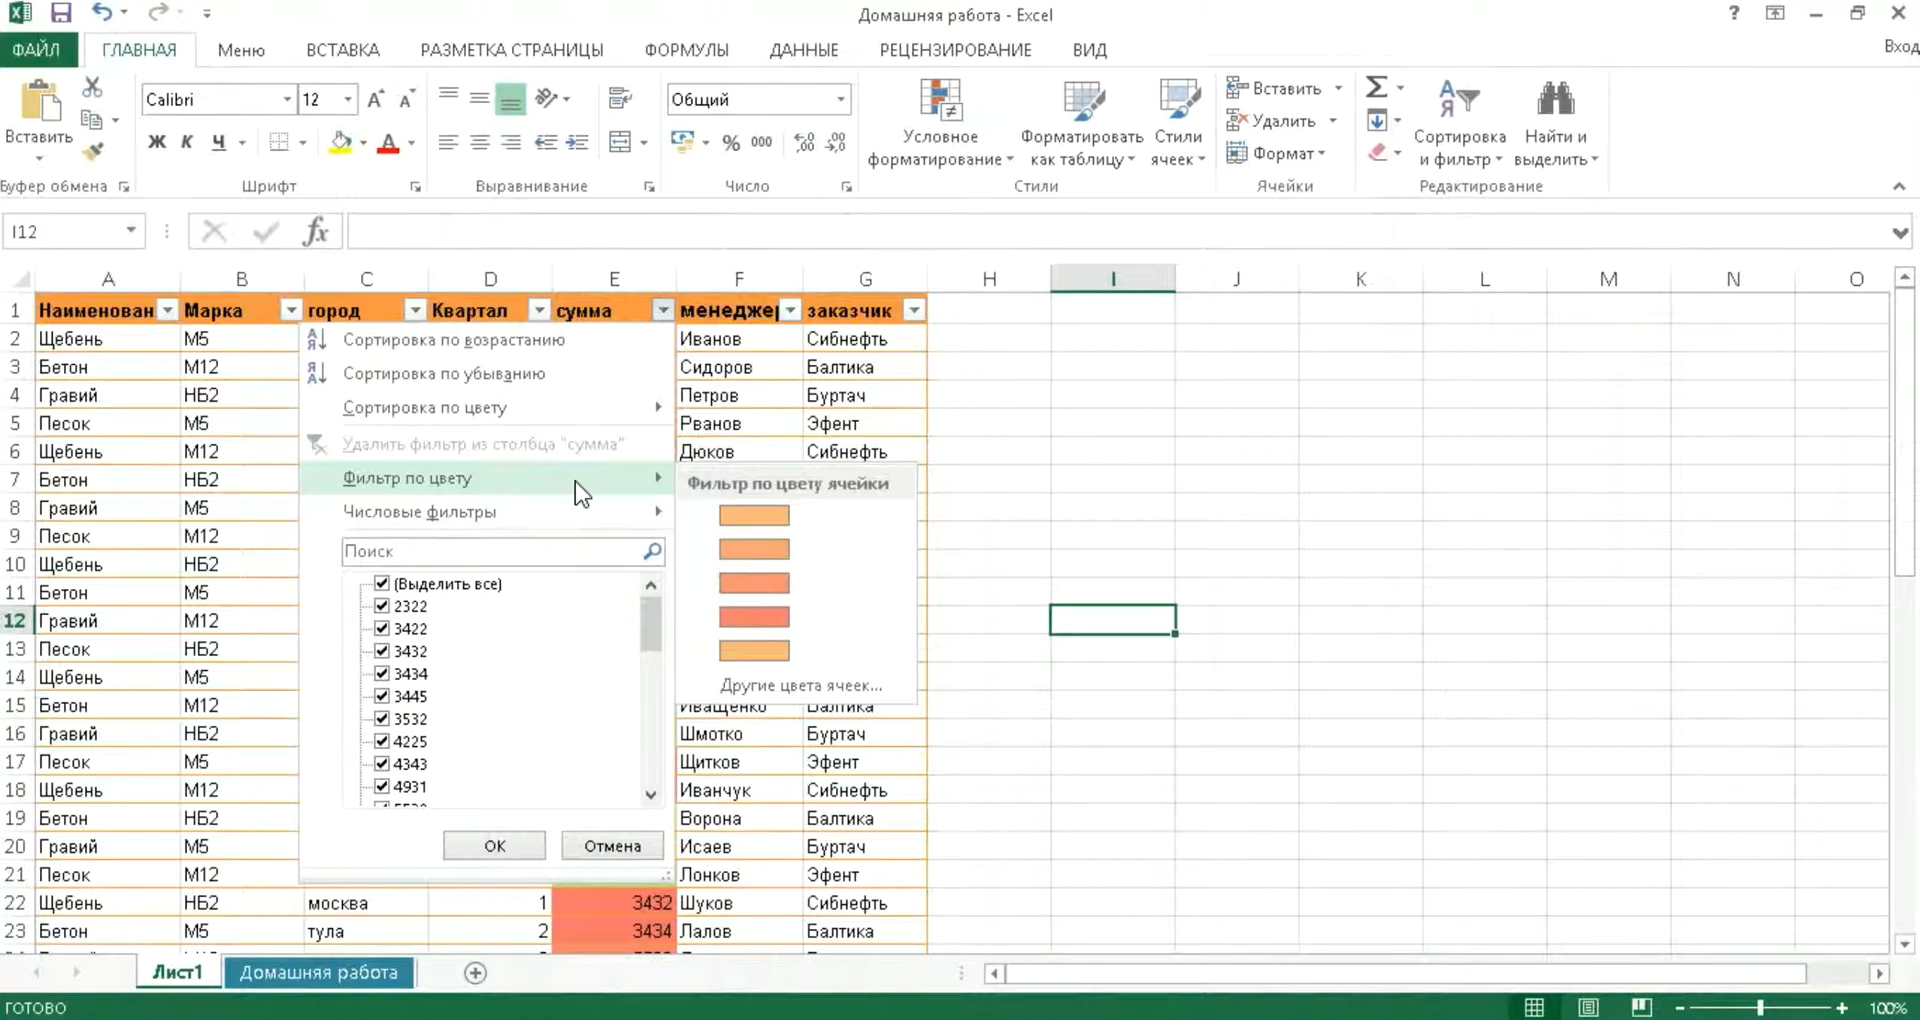 Домашняя работа - Excel
?
ФАЙЛ ГЛАВНАЯ Меню ВСТАВКА РАЗМЕТКА СТРАНИЦЫ ФОРМУЛЫ ДАННЫЕ РЕЦЕНЗИРОВАНИЕ ВИД Вход
Вставить
Calibri 12
Ж К Ч
Общий
% 000
Условное форматирование
Форматировать как таблицу
Стили ячеек
Вставить
Удалить
Формат
Сортировка и фильтр
Найти и выделить
Буфер обмена Шрифт Выравнивание Число Стили Ячейки Редактирование
I12 fx
A B C D E F G H I J K L M N O
1 Наименован Марка город Квартал сумма менеджер заказчик
2 Щебень М5 Иванов Сибнефть
3 Бетон М12 Сидоров Балтика
4 Гравий НБ2 Петров Буртач
5 Песок М5 Рванов Эфент
6 Щебень М12 Дюков Сибнефть
7 Бетон НБ2
8 Гравий М5
9 Песок М12
10 Щебень НБ2
11 Бетон М5
12 Гравий М12
13 Песок НБ2
14 Щебень М5
15 Бетон М12 Иващенко Балтика
16 Гравий НБ2 Шмотко Буртач
17 Песок М5 Щитков Эфент
18 Щебень М12 Иванчук Сибнефть
19 Бетон НБ2 Ворона Балтика
20 Гравий М5 Исаев Буртач
21 Песок М12 Лонков Эфент
22 Щебень НБ2 москва 1 3432 Шуков Сибнефть
23 Бетон М5 тула 2 3434 Лалов Балтика
Сортировка по возрастанию
Сортировка по убыванию
Сортировка по цвету
Удалить фильтр из столбца "сумма"
Фильтр по цвету
Числовые фильтры
Поиск
(Выделить все)
2322
3422
3432
3434
3445
3532
4225
4343
4931
ОК Отмена
Фильтр по цвету ячейки
Другие цвета ячеек...
Лист1 Домашняя работа
ГОТОВО 100%